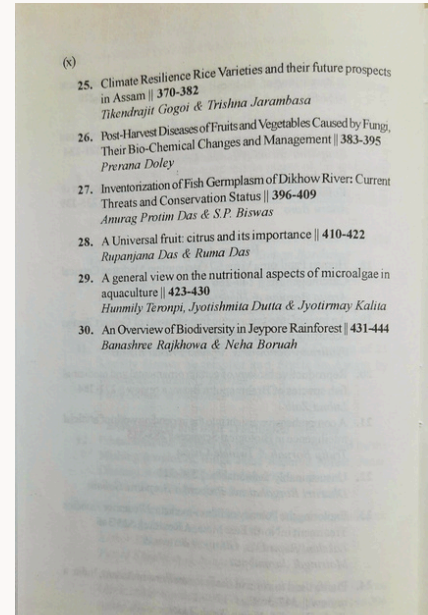 (x)
25. Climate Resilience Rice Varieties and their future prospects
in Assam || 370-382
Tikendrajit Gogoi & Trishna Jarambasa
26. Post-Harvest Diseases of Fruits and Vegetables Caused by Fungi,
Their Bio-Chemical Changes and Management || 383-395
Prerana Doley
27. Inventorization of Fish Germplasm of Dikhow River: Current
Threats and Conservation Status || 396-409
Anurag Protim Das & S.P. Biswas
28. A Universal fruit: citrus and its importance || 410-422
Rupanjana Das & Ruma Das
29. A general view on the nutritional aspects of microalgae in
aquaculture || 423-430
Hunmily Teronpi, Jyotishmita Dutta & Jyotirmay Kalita
30. An Overview of Biodiversity in Jeypore Rainforest || 431-444
Banashree Rajkhowa & Neha Boruah